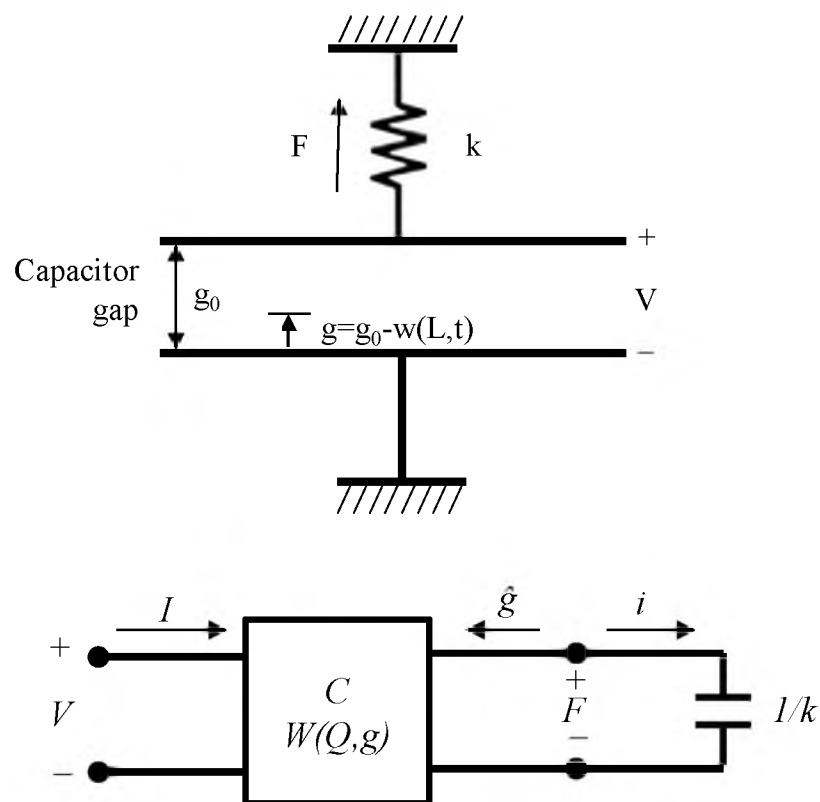 F
k
Capacitor
gap
g₀
+
V
g=g₀-w(L,t)
−
I
ĝ
i
+
V
−
C
W(Q,g)
+
F
−
1/k